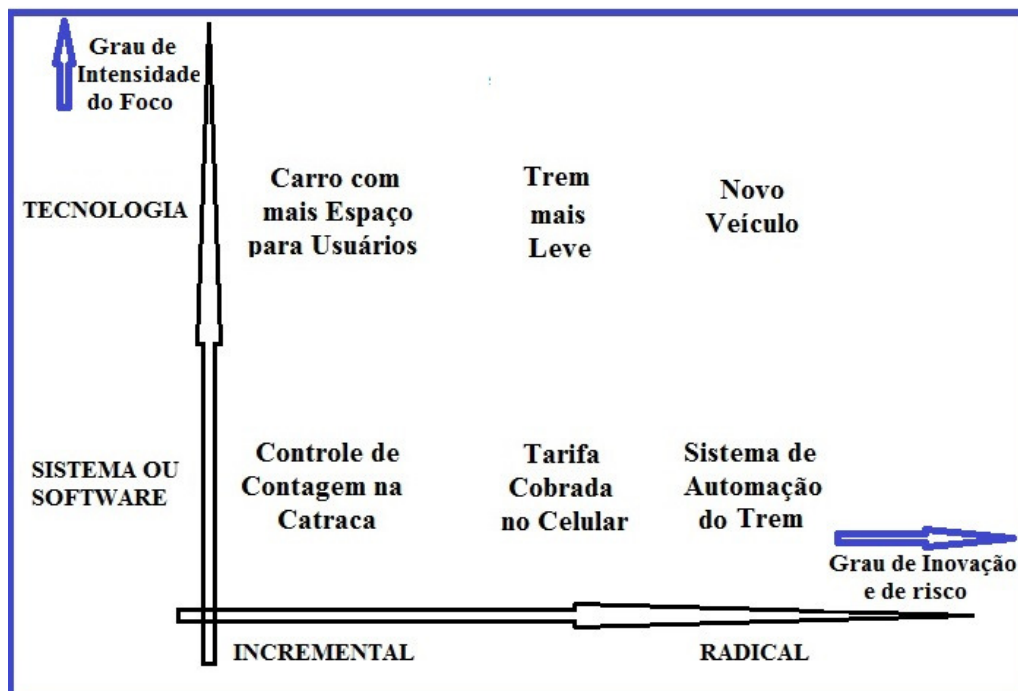 Grau de
Intensidade
do Foco
TECNOLOGIA
Carro com
mais Espaço
para Usuários
Trem
mais
Leve
Novo
Veículo
SISTEMA OU
SOFTWARE
Controle de
Contagem na
Catraca
Tarifa
Cobrada
no Celular
Sistema de
Automação
do Trem
Grau de Inovação
e de risco
INCREMENTAL
RADICAL